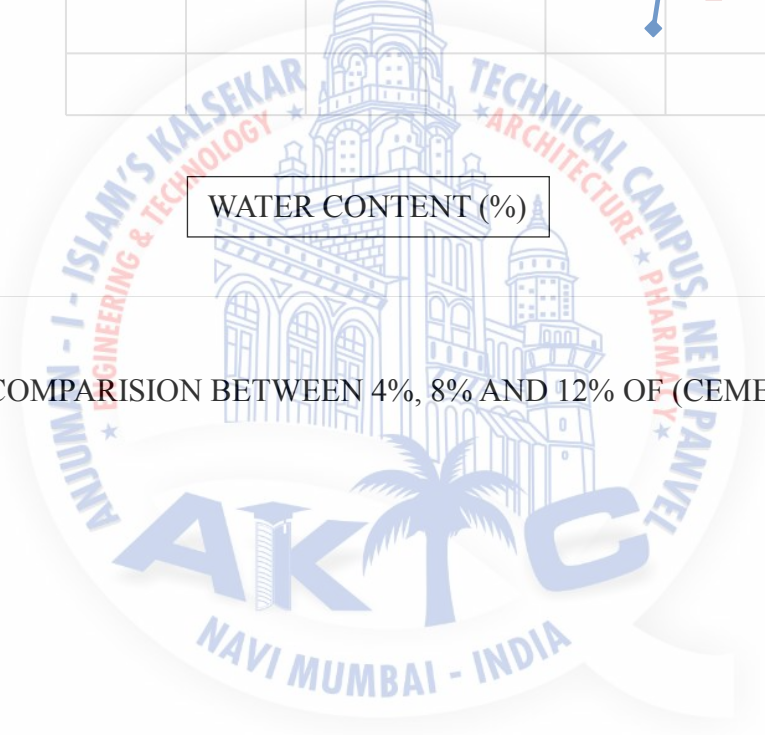 ANJUMAN - I - ISLAM'S KALSEKAR TECHNICAL CAMPUS, NEW PANVEL
★ ENGINEERING & TECHNOLOGY ★ ★ ARCHITECTURE ★ PHARMACY ★
WATER CONTENT (%)
COMPARISION BETWEEN 4%, 8% AND 12% OF (CEME
AKTC
NAVI MUMBAI - INDIA